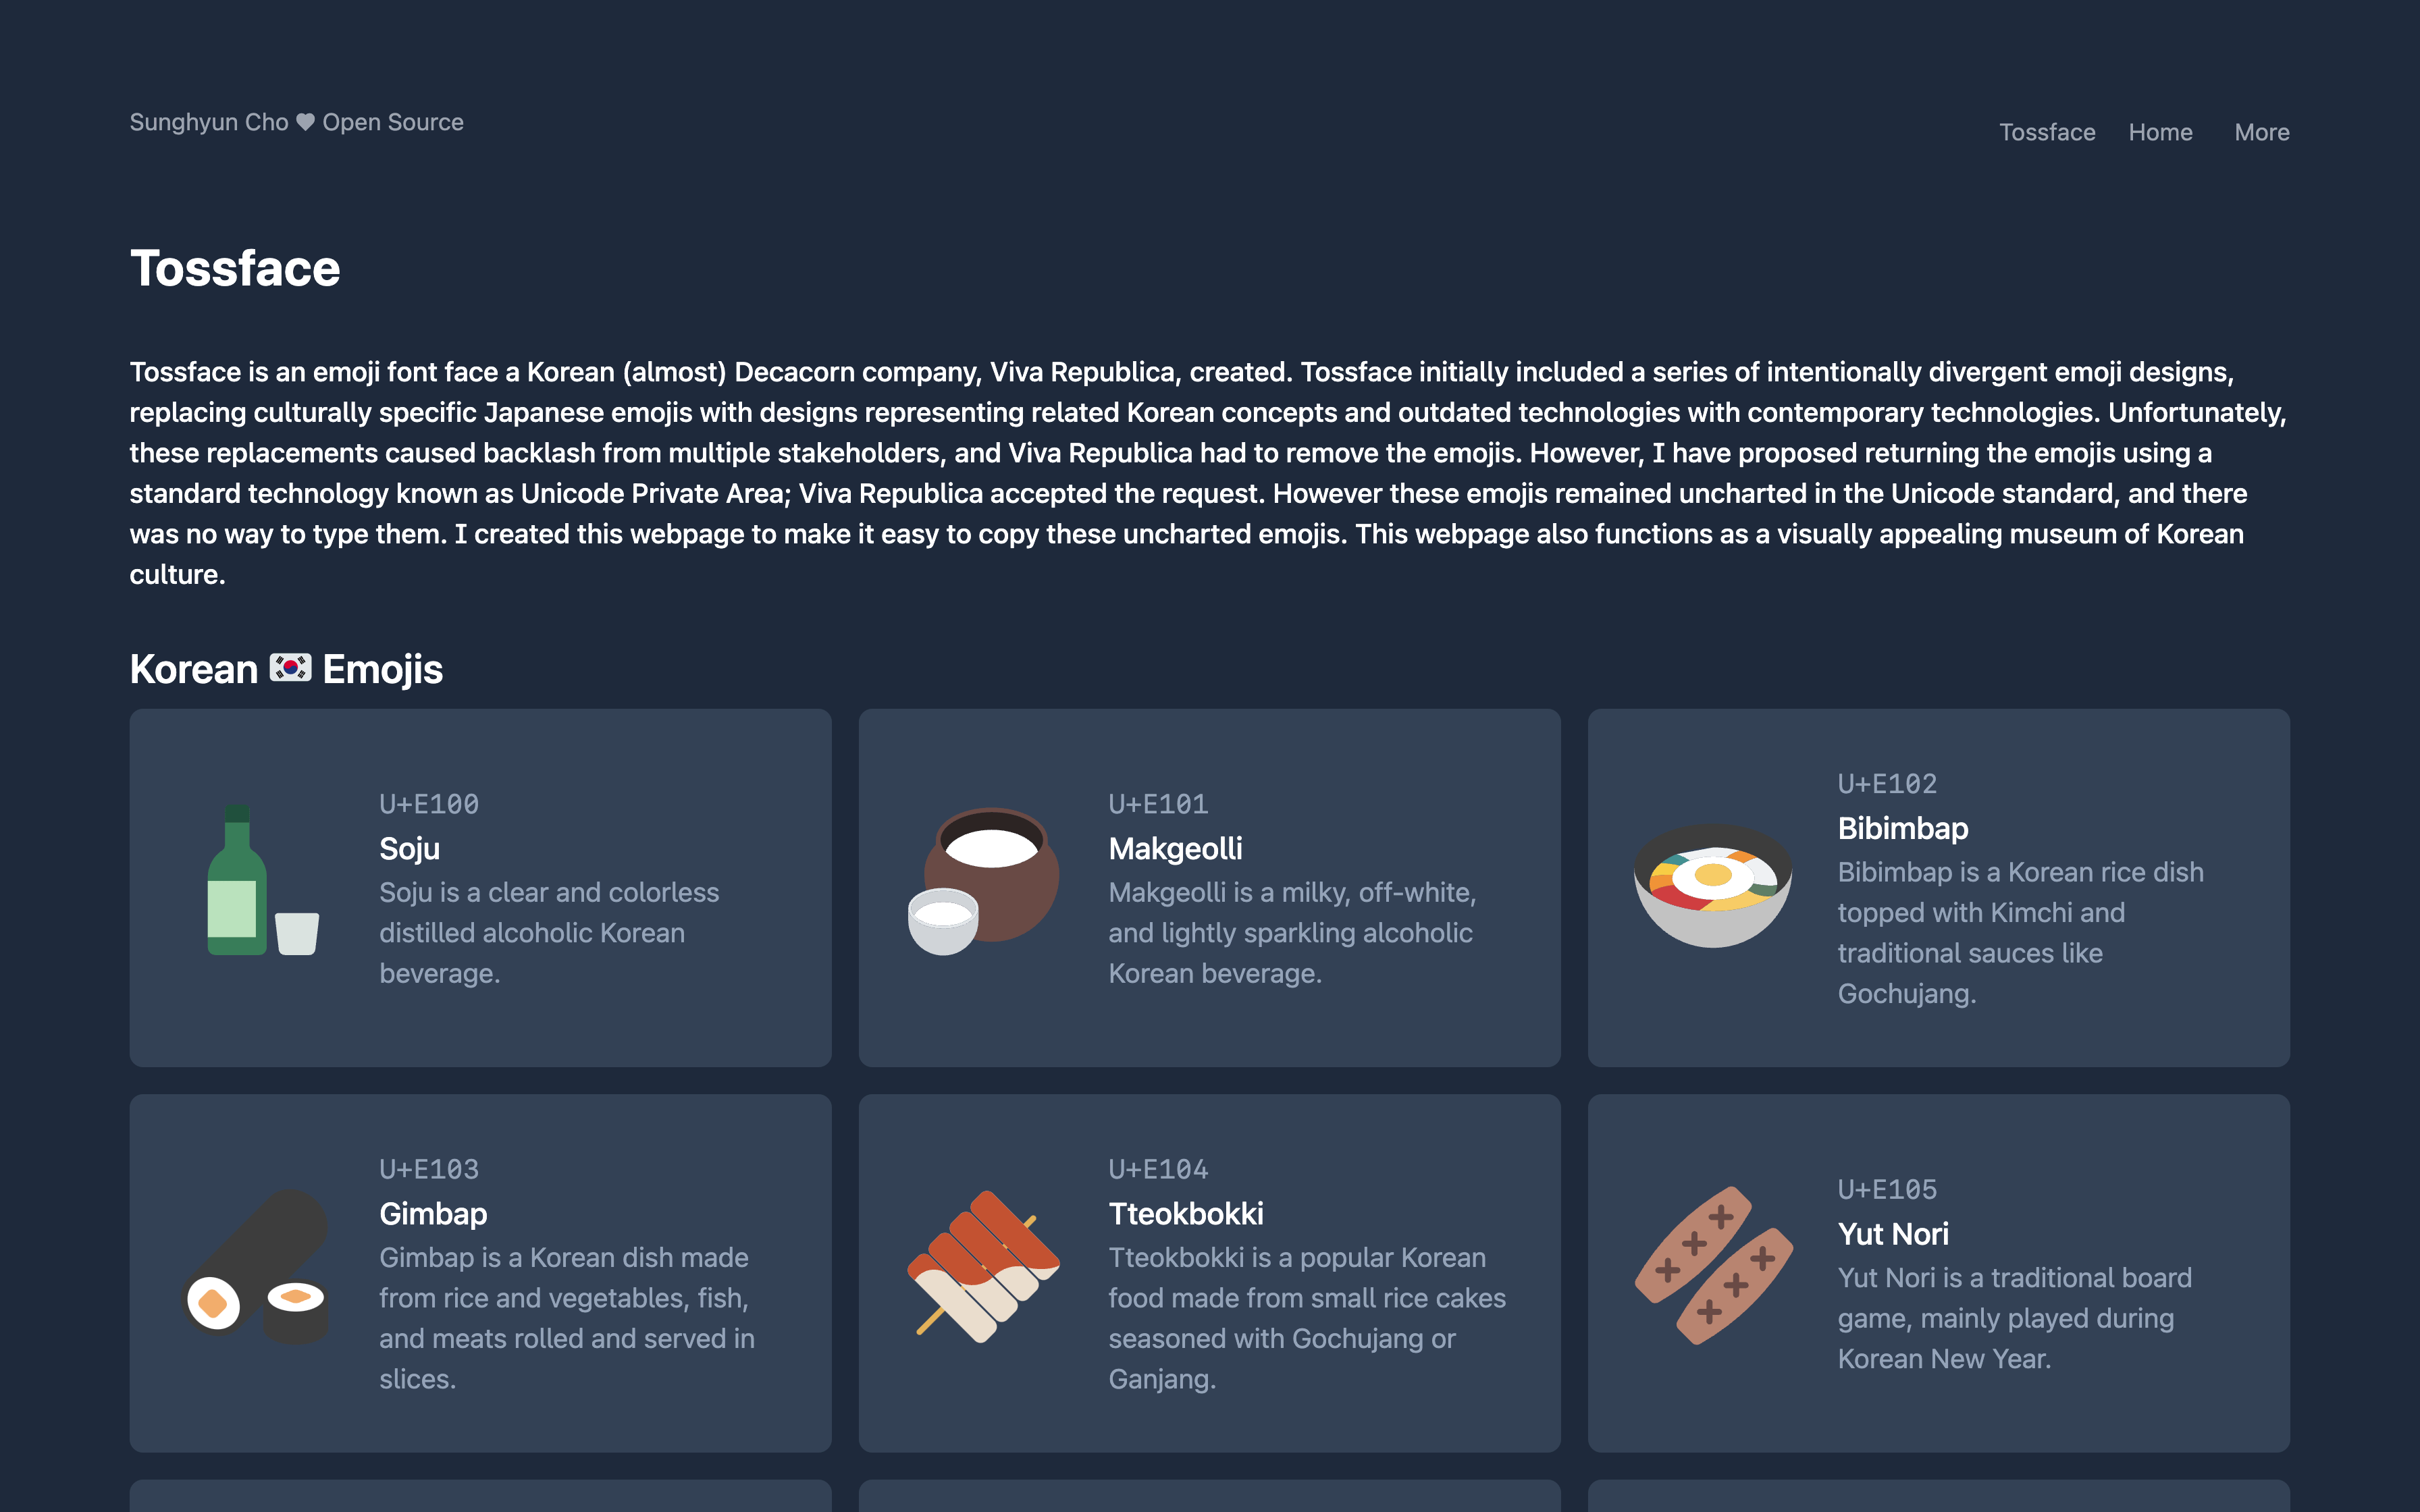 Sunghyun Cho ♥ Open Source
Tossface Home More
Tossface
Tossface is an emoji font face a Korean (almost) Decacorn company, Viva Republica, created. Tossface initially included a series of intentionally divergent emoji designs,
replacing culturally specific Japanese emojis with designs representing related Korean concepts and outdated technologies with contemporary technologies. Unfortunately,
these replacements caused backlash from multiple stakeholders, and Viva Republica had to remove the emojis. However, I have proposed returning the emojis using a
standard technology known as Unicode Private Area; Viva Republica accepted the request. However these emojis remained uncharted in the Unicode standard, and there
was no way to type them. I created this webpage to make it easy to copy these uncharted emojis. This webpage also functions as a visually appealing museum of Korean
culture.
Korean 🇰🇷 Emojis
U+E100
Soju
Soju is a clear and colorless
distilled alcoholic Korean
beverage.
U+E101
Makgeolli
Makgeolli is a milky, off-white,
and lightly sparkling alcoholic
Korean beverage.
U+E102
Bibimbap
Bibimbap is a Korean rice dish
topped with Kimchi and
traditional sauces like
Gochujang.
U+E103
Gimbap
Gimbap is a Korean dish made
from rice and vegetables, fish,
and meats rolled and served in
slices.
U+E104
Tteokbokki
Tteokbokki is a popular Korean
food made from small rice cakes
seasoned with Gochujang or
Ganjang.
U+E105
Yut Nori
Yut Nori is a traditional board
game, mainly played during
Korean New Year.